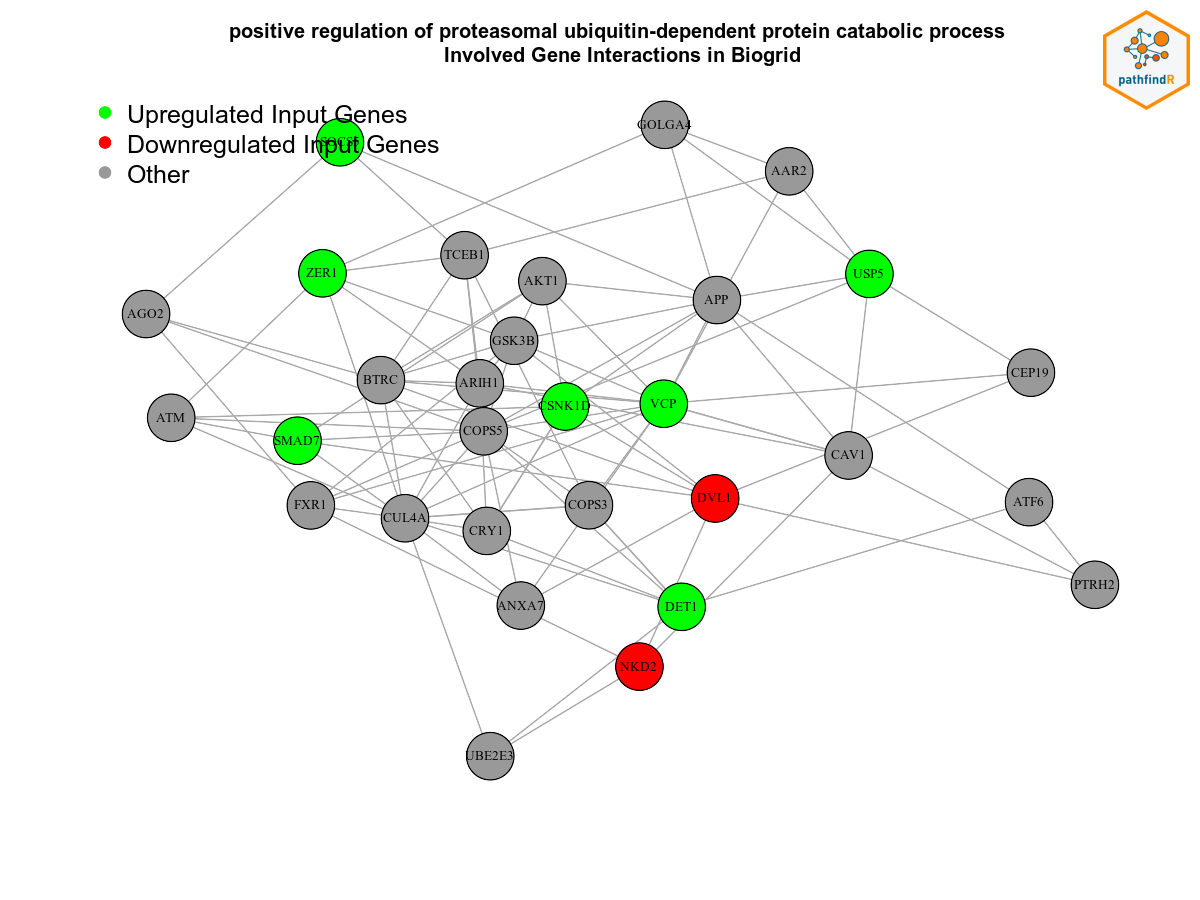 positive regulation of proteasomal ubiquitin-dependent protein catabolic process
Involved Gene Interactions in Biogrid
pathfindR
Upregulated Input Genes
Downregulated Input Genes
Other
GOLGA4
AAR2
TCEB1
ZER1
AKT1
USP5
APP
AGO2
GSK3B
CEP19
BTRC
ARIH1
CSNK1D
VCP
ATM
COPS5
SMAD7
CAV1
DVL1
ATF6
FXR1
CUL4A
COPS3
CRY1
PTRH2
ANXA7
DET1
NKD2
UBE2E3